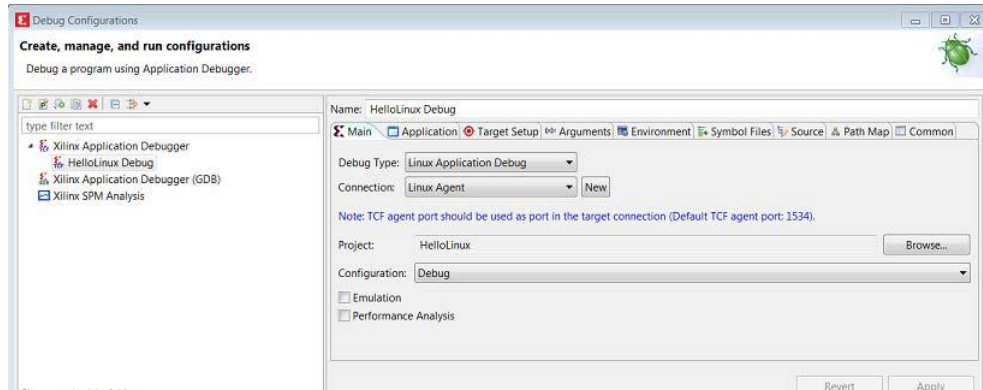 Debug Configurations
Create, manage, and run configurations
Debug a program using Application Debugger.
type filter text
Xilinx Application Debugger
HelloLinux Debug
Xilinx Application Debugger (GDB)
Xilinx SPM Analysis
Name: HelloLinux Debug
Main Application Target Setup Arguments Environment Symbol Files Source Path Map Common
Debug Type: Linux Application Debug
Connection: Linux Agent New
Note: TCF agent port should be used as port in the target connection (Default TCF agent port: 1534).
Project: HelloLinux Browse...
Configuration: Debug
Emulation
Performance Analysis
Revert Apply